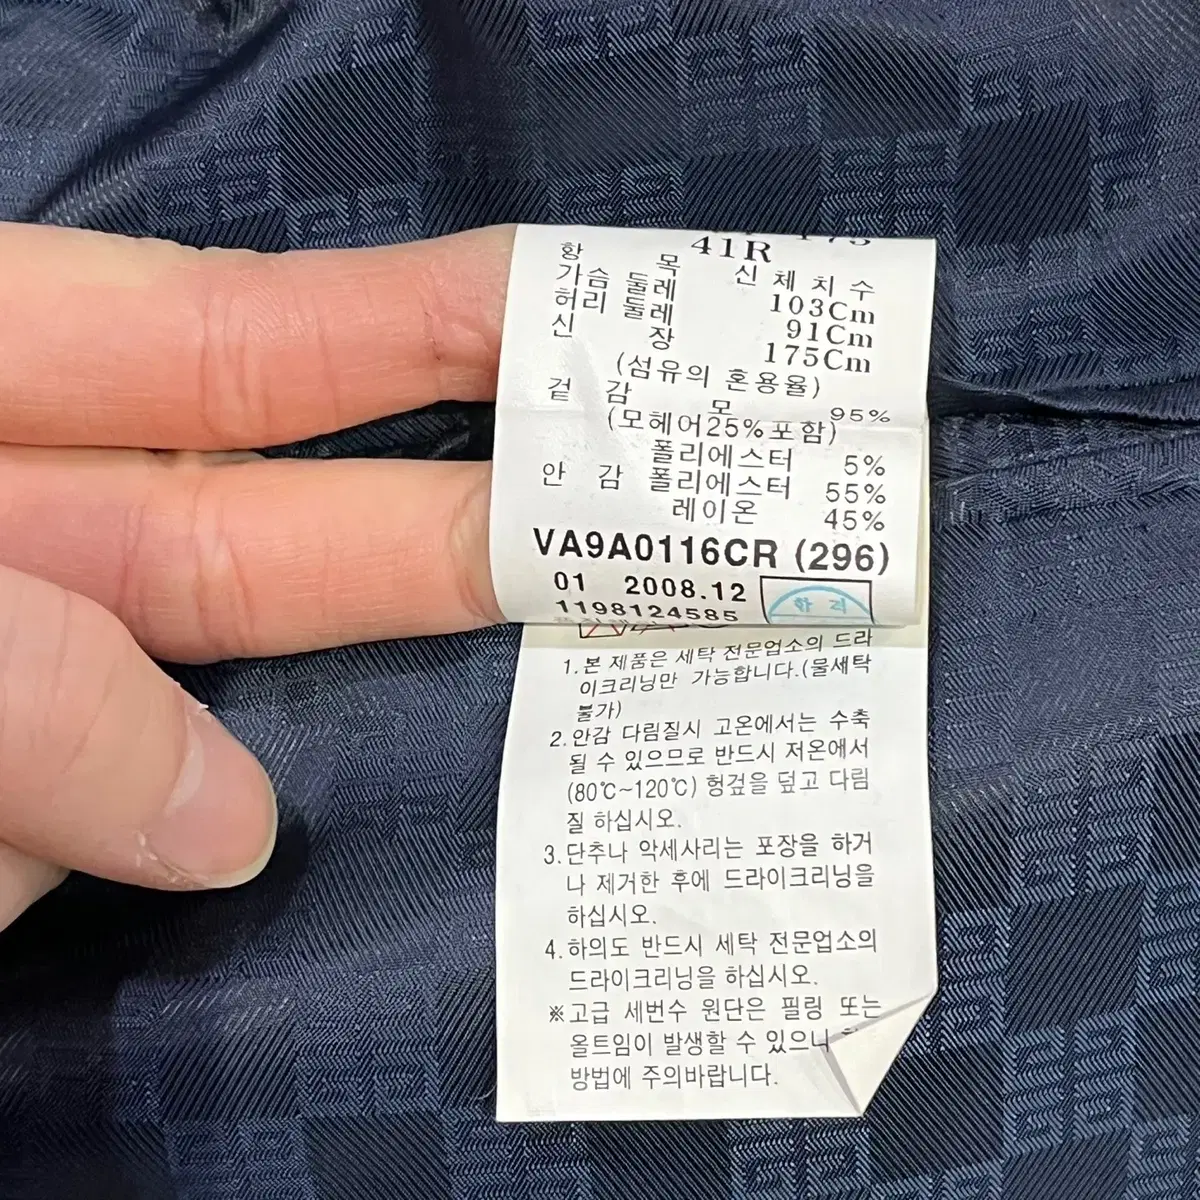 41R
항 목 신체치수
가슴 둘레 103Cm
허리 둘레 91Cm
신 장 175Cm
(섬유의 혼용율)
겉 감 모 95%
(모헤어25%포함)
폴리에스터 5%
안 감 폴리에스터 55%
레이온 45%
VA9A0116CR (296)
01 2008.12
합격
1198124585
1.본 제품은 세탁 전문업소의 드라
이크리닝만 가능합니다.(물세탁
불가)
2.안감 다림질시 고온에서는 수축
될 수 있으므로 반드시 저온에서
(80℃~120℃) 헝겊을 덮고 다림
질 하십시오.
3.단추나 악세사리는 포장을 하거
나 제거한 후에 드라이크리닝을
하십시오.
4.하의도 반드시 세탁 전문업소의
드라이크리닝을 하십시오.
※고급 세번수 원단은 필링 또는
올트임이 발생할 수 있으니
방법에 주의바랍니다.